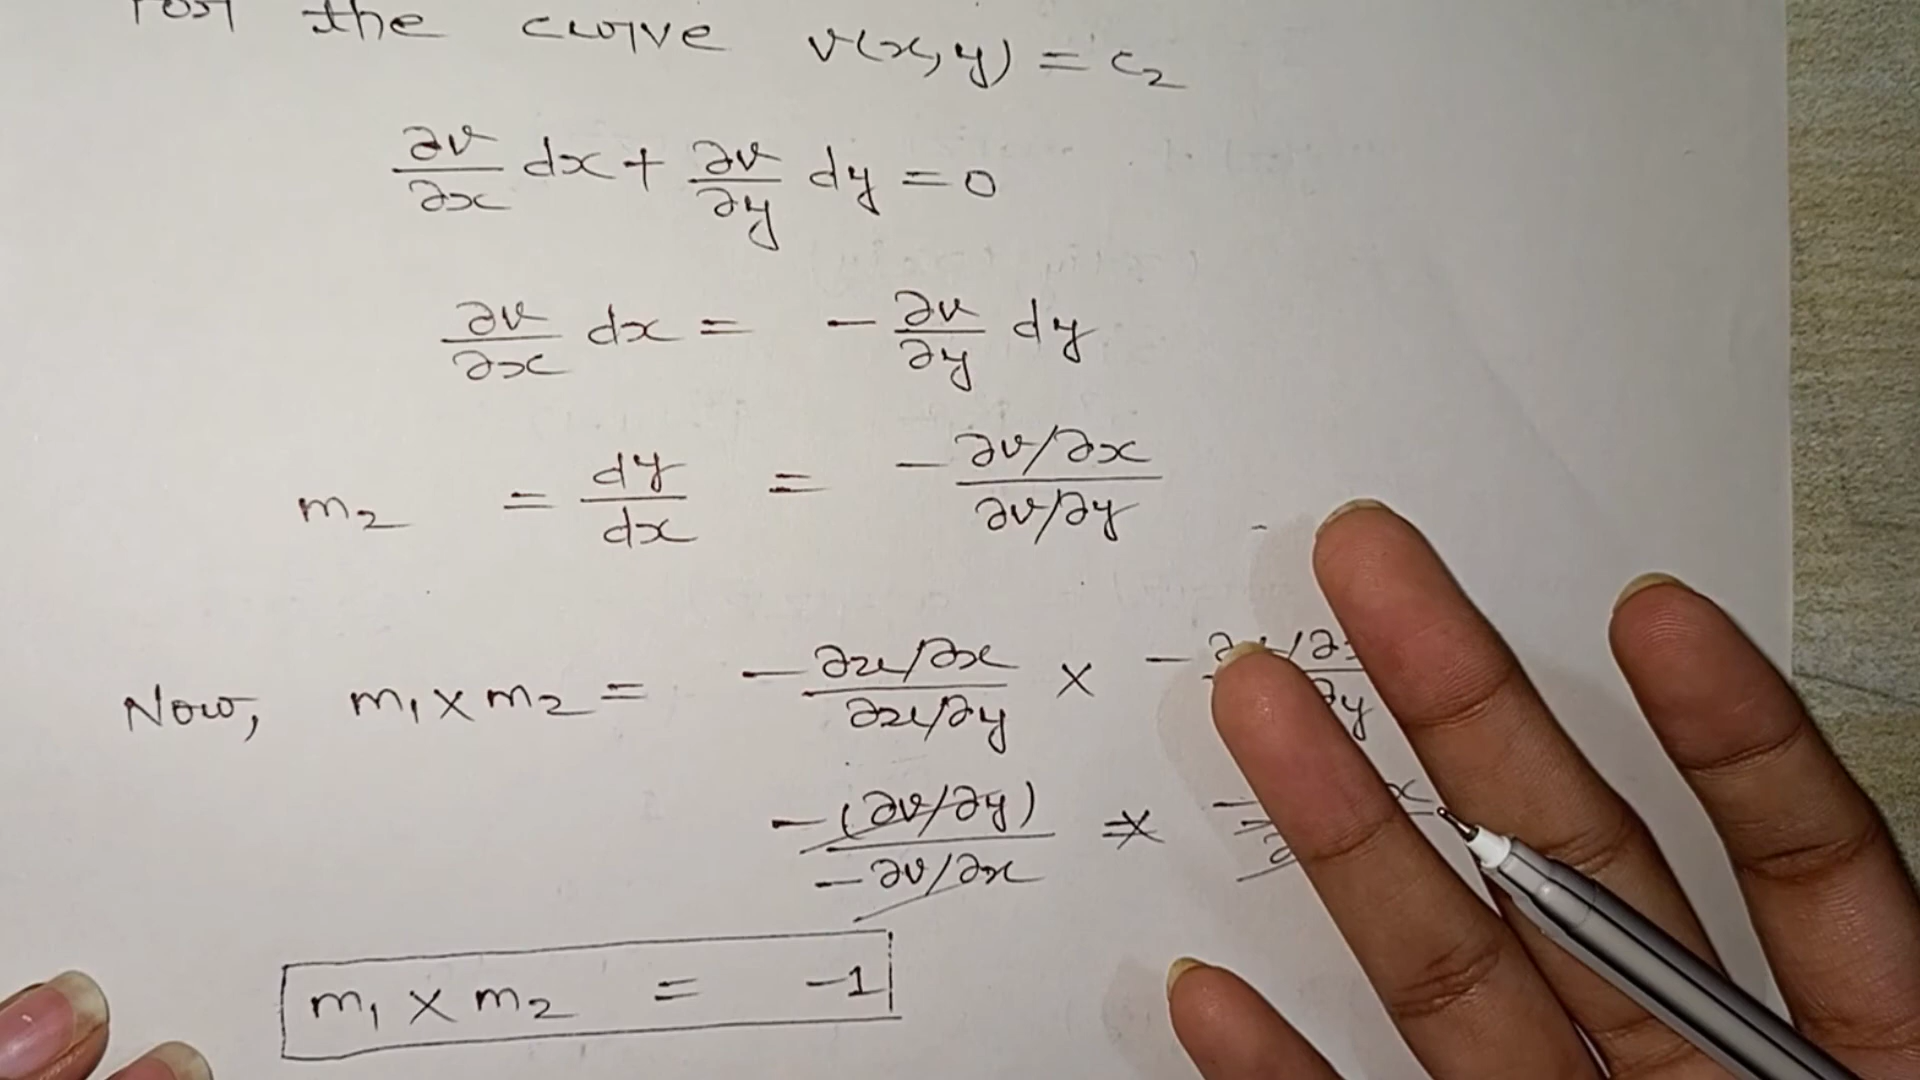 the curve v(x,y) = c₂
∂v/∂x dx + ∂v/∂y dy = 0
∂v/∂x dx = - ∂v/∂y dy
m₂ = dy/dx = - (∂v/∂x)/(∂v/∂y)
Now, m₁ x m₂ = - (∂u/∂x)/(∂u/∂y) x -
-(∂v/∂y)/(-∂v/∂x) x -
m₁ x m₂ = -1